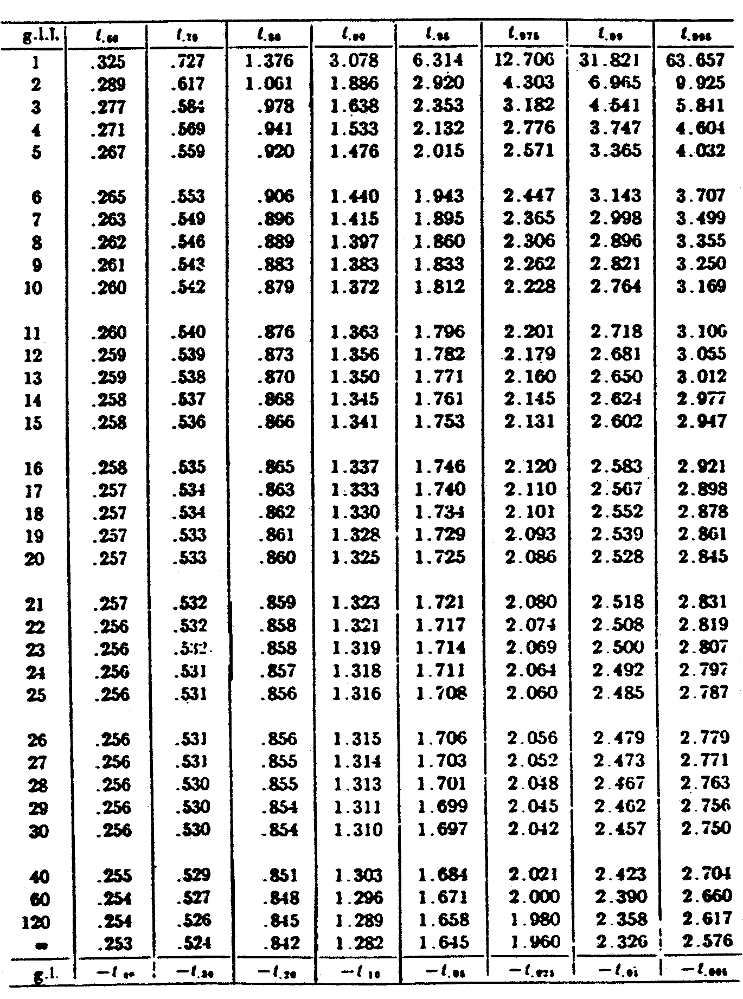 g.l.l. t.60 t.70 t.80 t.90 t.95 t.975 t.99 t.995
1 .325 .727 1.376 3.078 6.314 12.706 31.821 63.657
2 .289 .617 1.061 1.886 2.920 4.303 6.965 9.925
3 .277 .584 .978 1.638 2.353 3.182 4.541 5.841
4 .271 .569 .941 1.533 2.132 2.776 3.747 4.604
5 .267 .559 .920 1.476 2.015 2.571 3.365 4.032
6 .265 .553 .906 1.440 1.943 2.447 3.143 3.707
7 .263 .549 .896 1.415 1.895 2.365 2.998 3.499
8 .262 .546 .889 1.397 1.860 2.306 2.896 3.355
9 .261 .543 .883 1.383 1.833 2.262 2.821 3.250
10 .260 .542 .879 1.372 1.812 2.228 2.764 3.169
11 .260 .540 .876 1.363 1.796 2.201 2.718 3.106
12 .259 .539 .873 1.356 1.782 2.179 2.681 3.055
13 .259 .538 .870 1.350 1.771 2.160 2.650 3.012
14 .258 .537 .868 1.345 1.761 2.145 2.624 2.977
15 .258 .536 .866 1.341 1.753 2.131 2.602 2.947
16 .258 .535 .865 1.337 1.746 2.120 2.583 2.921
17 .257 .534 .863 1.333 1.740 2.110 2.567 2.898
18 .257 .534 .862 1.330 1.734 2.101 2.552 2.878
19 .257 .533 .861 1.328 1.729 2.093 2.539 2.861
20 .257 .533 .860 1.325 1.725 2.086 2.528 2.845
21 .257 .532 .859 1.323 1.721 2.080 2.518 2.831
22 .256 .532 .858 1.321 1.717 2.074 2.508 2.819
23 .256 .532 .858 1.319 1.714 2.069 2.500 2.807
24 .256 .531 .857 1.318 1.711 2.064 2.492 2.797
25 .256 .531 .856 1.316 1.708 2.060 2.485 2.787
26 .256 .531 .856 1.315 1.706 2.056 2.479 2.779
27 .256 .531 .855 1.314 1.703 2.052 2.473 2.771
28 .256 .530 .855 1.313 1.701 2.048 2.467 2.763
29 .256 .530 .854 1.311 1.699 2.045 2.462 2.756
30 .256 .530 .854 1.310 1.697 2.042 2.457 2.750
40 .255 .529 .851 1.303 1.684 2.021 2.423 2.704
60 .254 .527 .848 1.296 1.671 2.000 2.390 2.660
120 .254 .526 .845 1.289 1.658 1.980 2.358 2.617
∞ .253 .524 .842 1.282 1.645 1.960 2.326 2.576
g.l. −t.40 −t.30 −t.20 −t.10 −t.05 −t.025 −t.01 −t.005